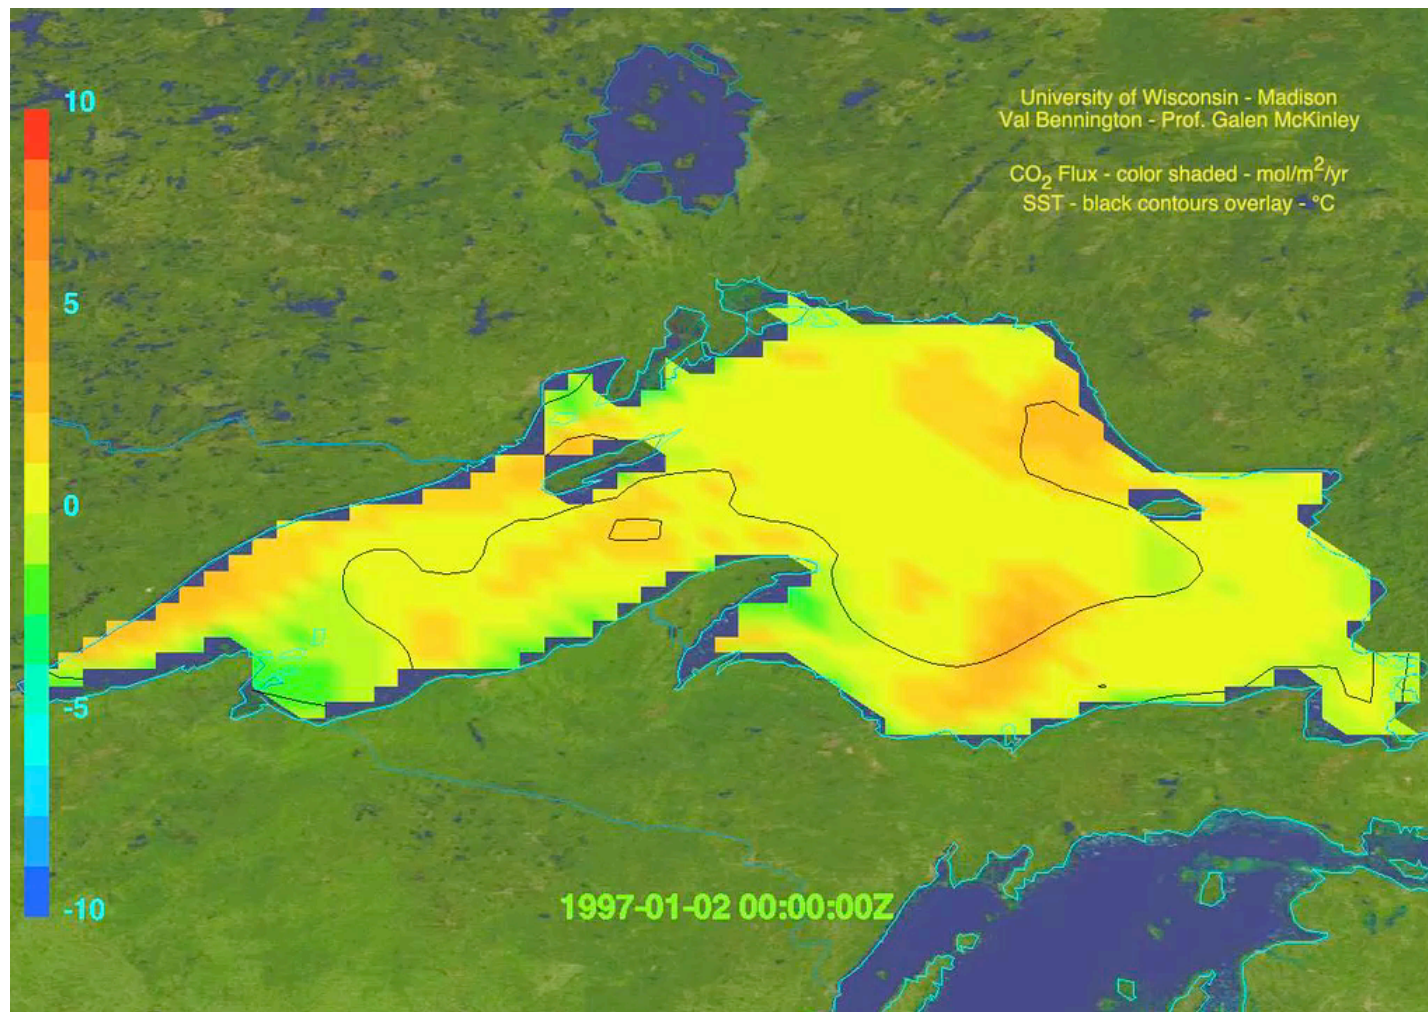 10
University of Wisconsin - Madison
Val Bennington - Prof. Galen McKinley
CO2 Flux - color shaded - mol/m2/yr
SST - black contours overlay - °C
5
0
-5
-10
1997-01-02 00:00:00Z